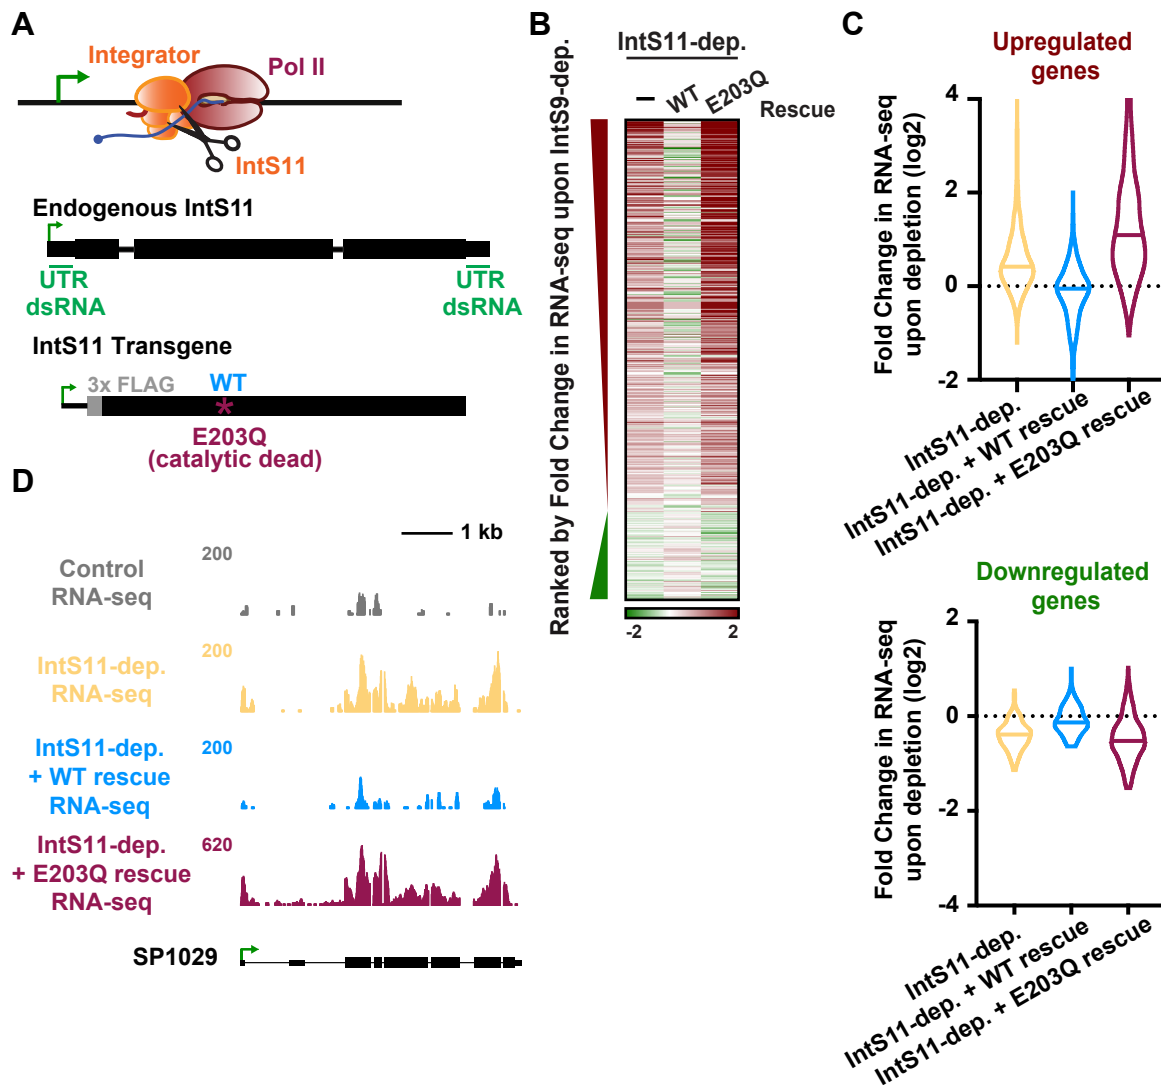 A
Integrator
Pol II
IntS11
Endogenous IntS11
UTR
dsRNA
UTR
dsRNA
IntS11 Transgene
3x FLAG
WT
*
E203Q
(catalytic dead)
B
IntS11-dep.
–
WT
E203Q
Rescue
Ranked by Fold Change in RNA-seq upon IntS9-dep.
-2
2
C
Upregulated
genes
Fold Change in RNA-seq
upon depletion (log2)
4
2
0
-2
IntS11-dep.
IntS11-dep. + WT rescue
IntS11-dep. + E203Q rescue
Downregulated
genes
Fold Change in RNA-seq
upon depletion (log2)
2
0
-2
-4
IntS11-dep.
IntS11-dep. + WT rescue
IntS11-dep. + E203Q rescue
D
1 kb
Control
RNA-seq
200
IntS11-dep.
RNA-seq
200
IntS11-dep.
+ WT rescue
RNA-seq
200
IntS11-dep.
+ E203Q rescue
RNA-seq
620
SP1029